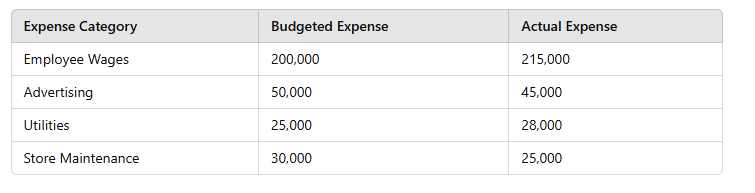 Expense Category Budgeted Expense Actual Expense
Employee Wages 200,000 215,000
Advertising 50,000 45,000
Utilities 25,000 28,000
Store Maintenance 30,000 25,000